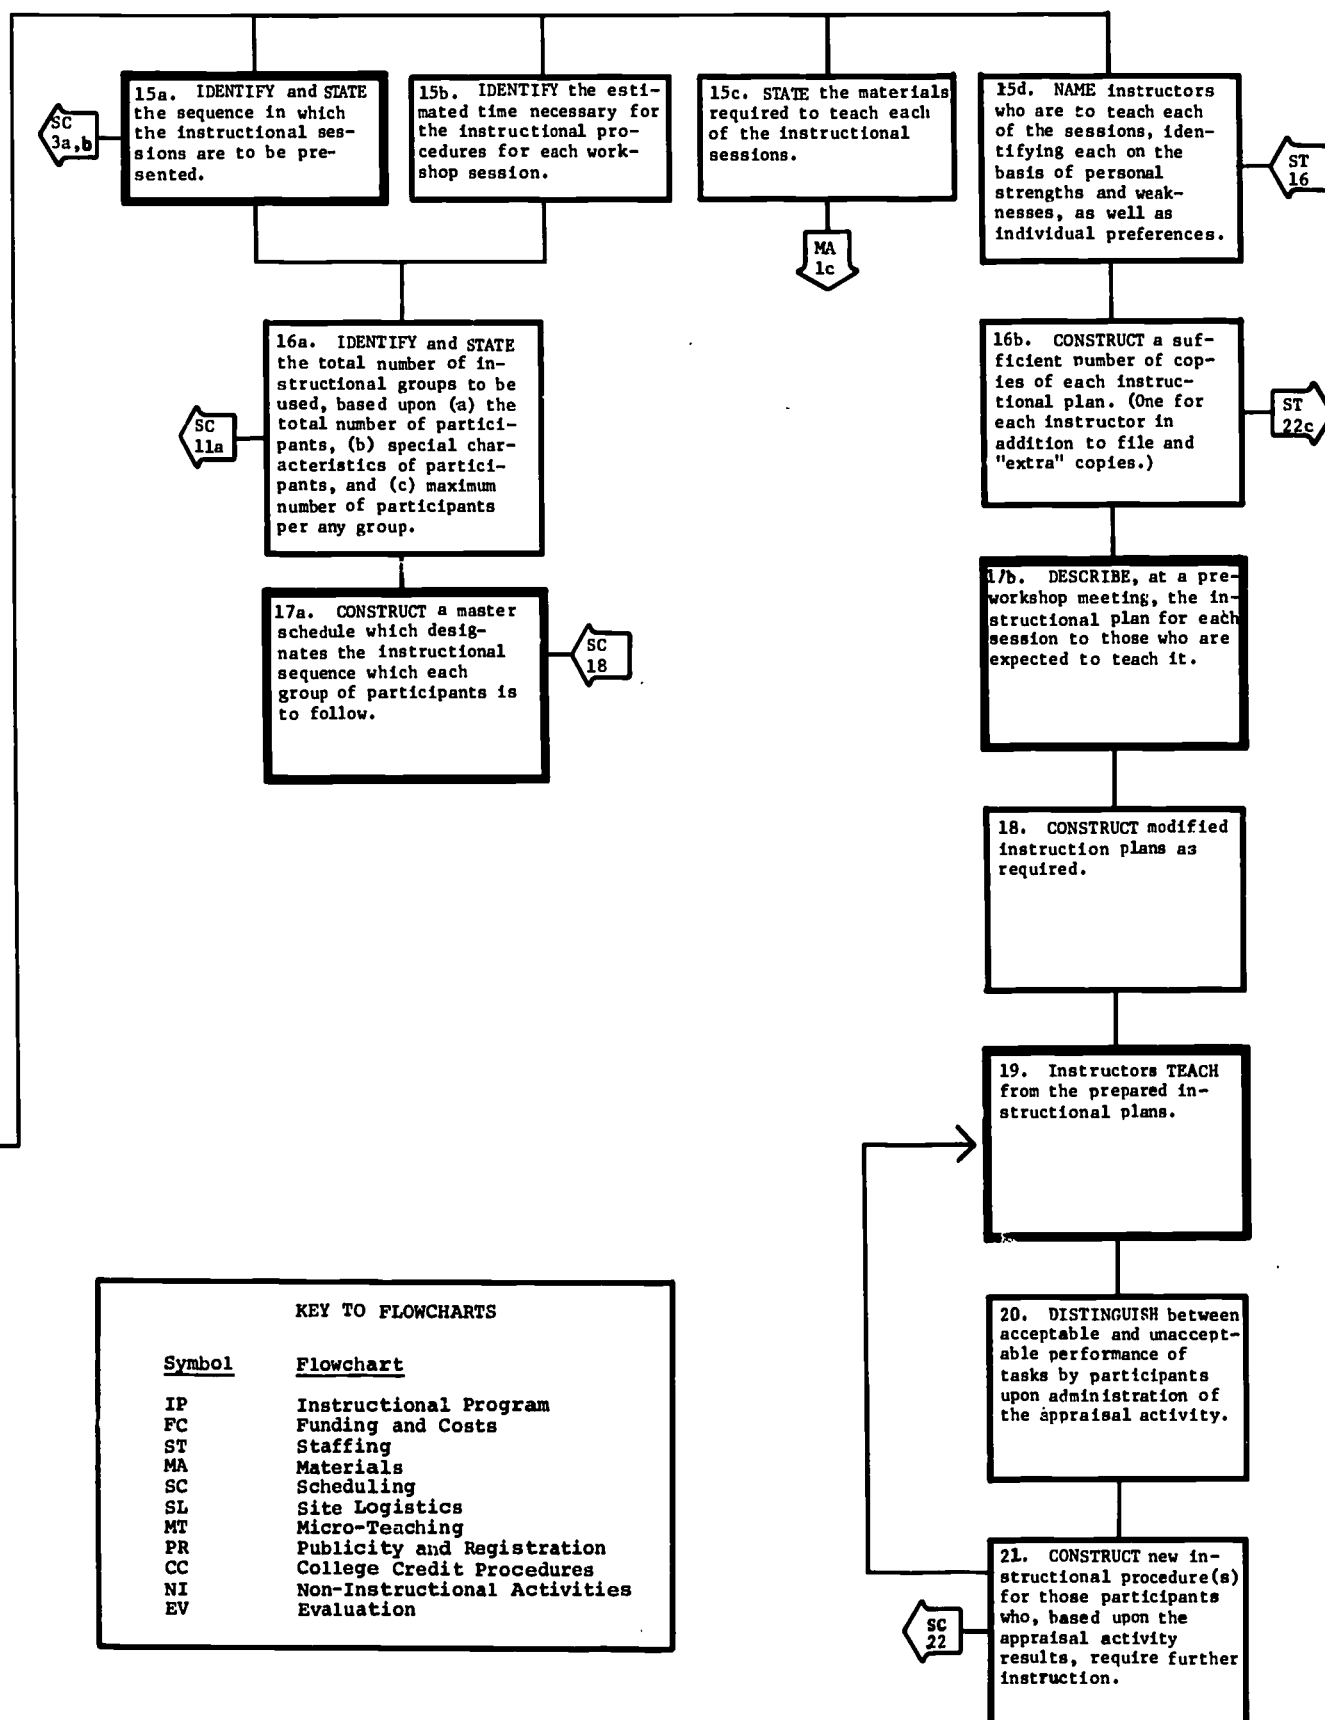 SC
3a,b
15a. IDENTIFY and STATE
the sequence in which
the instructional ses-
sions are to be pre-
sented.
15b. IDENTIFY the esti-
mated time necessary for
the instructional pro-
cedures for each work-
shop session.
15c. STATE the materials
required to teach each
of the instructional
sessions.
MA
1c
15d. NAME instructors
who are to teach each
of the sessions, iden-
tifying each on the
basis of personal
strengths and weak-
nesses, as well as
individual preferences.
ST
16
16a. IDENTIFY and STATE
the total number of in-
structional groups to be
used, based upon (a) the
total number of partici-
pants, (b) special char-
acteristics of partici-
pants, and (c) maximum
number of participants
per any group.
SC
11a
16b. CONSTRUCT a suf-
ficient number of cop-
ies of each instruc-
tional plan. (One for
each instructor in
addition to file and
"extra" copies.)
ST
22c
17a. CONSTRUCT a master
schedule which desig-
nates the instructional
sequence which each
group of participants is
to follow.
SC
18
17b. DESCRIBE, at a pre-
workshop meeting, the in-
structional plan for each
session to those who are
expected to teach it.
18. CONSTRUCT modified
instruction plans as
required.
19. Instructors TEACH
from the prepared in-
structional plans.
20. DISTINGUISH between
acceptable and unaccept-
able performance of
tasks by participants
upon administration of
the appraisal activity.
21. CONSTRUCT new in-
structional procedure(s)
for those participants
who, based upon the
appraisal activity
results, require further
instruction.
SC
22
KEY TO FLOWCHARTS
Symbol Flowchart
IP Instructional Program
FC Funding and Costs
ST Staffing
MA Materials
SC Scheduling
SL Site Logistics
MT Micro-Teaching
PR Publicity and Registration
CC College Credit Procedures
NI Non-Instructional Activities
EV Evaluation